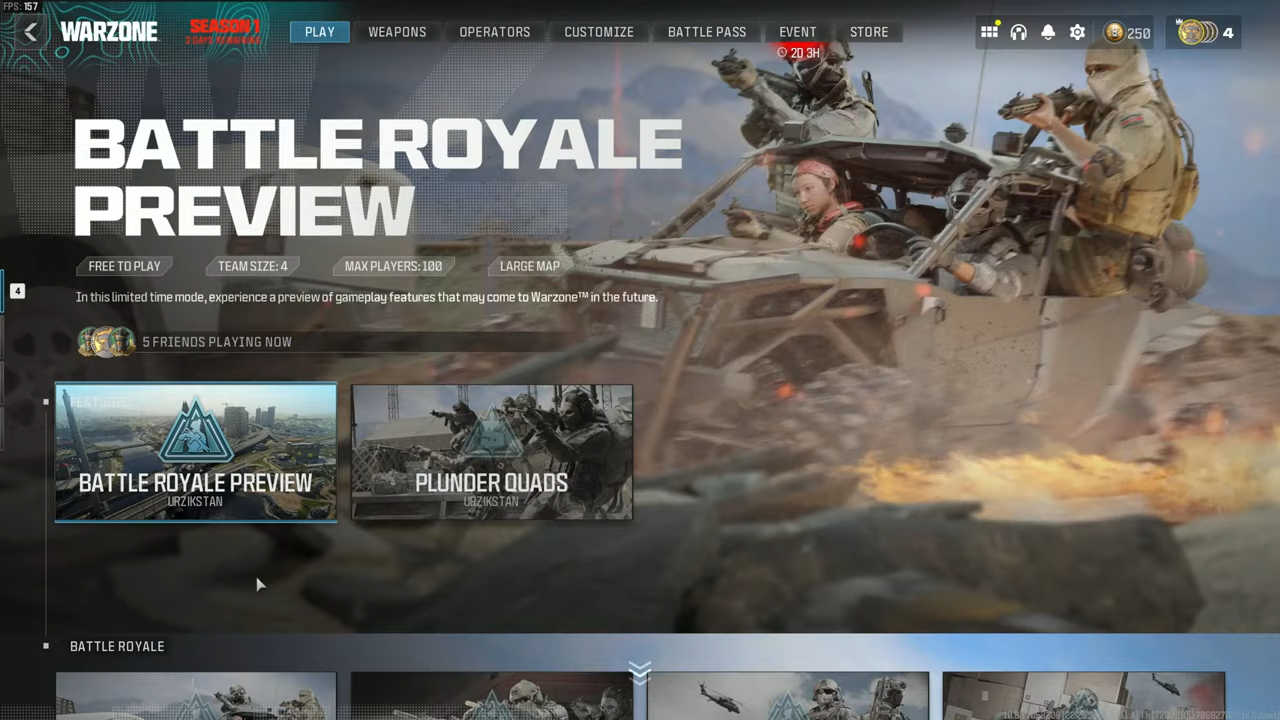 FPS: 157
WARZONE
SEASON 1
PLAY
WEAPONS
OPERATORS
CUSTOMIZE
BATTLE PASS
EVENT
STORE
250
4
2D 3H
BATTLE ROYALE
PREVIEW
FREE TO PLAY
TEAM SIZE: 4
MAX PLAYERS: 100
LARGE MAP
4
In this limited time mode, experience a preview of gameplay features that may come to Warzone™ in the future.
5 FRIENDS PLAYING NOW
FEATURED
BATTLE ROYALE PREVIEW
URZIKSTAN
PLUNDER QUADS
URZIKSTAN
BATTLE ROYALE